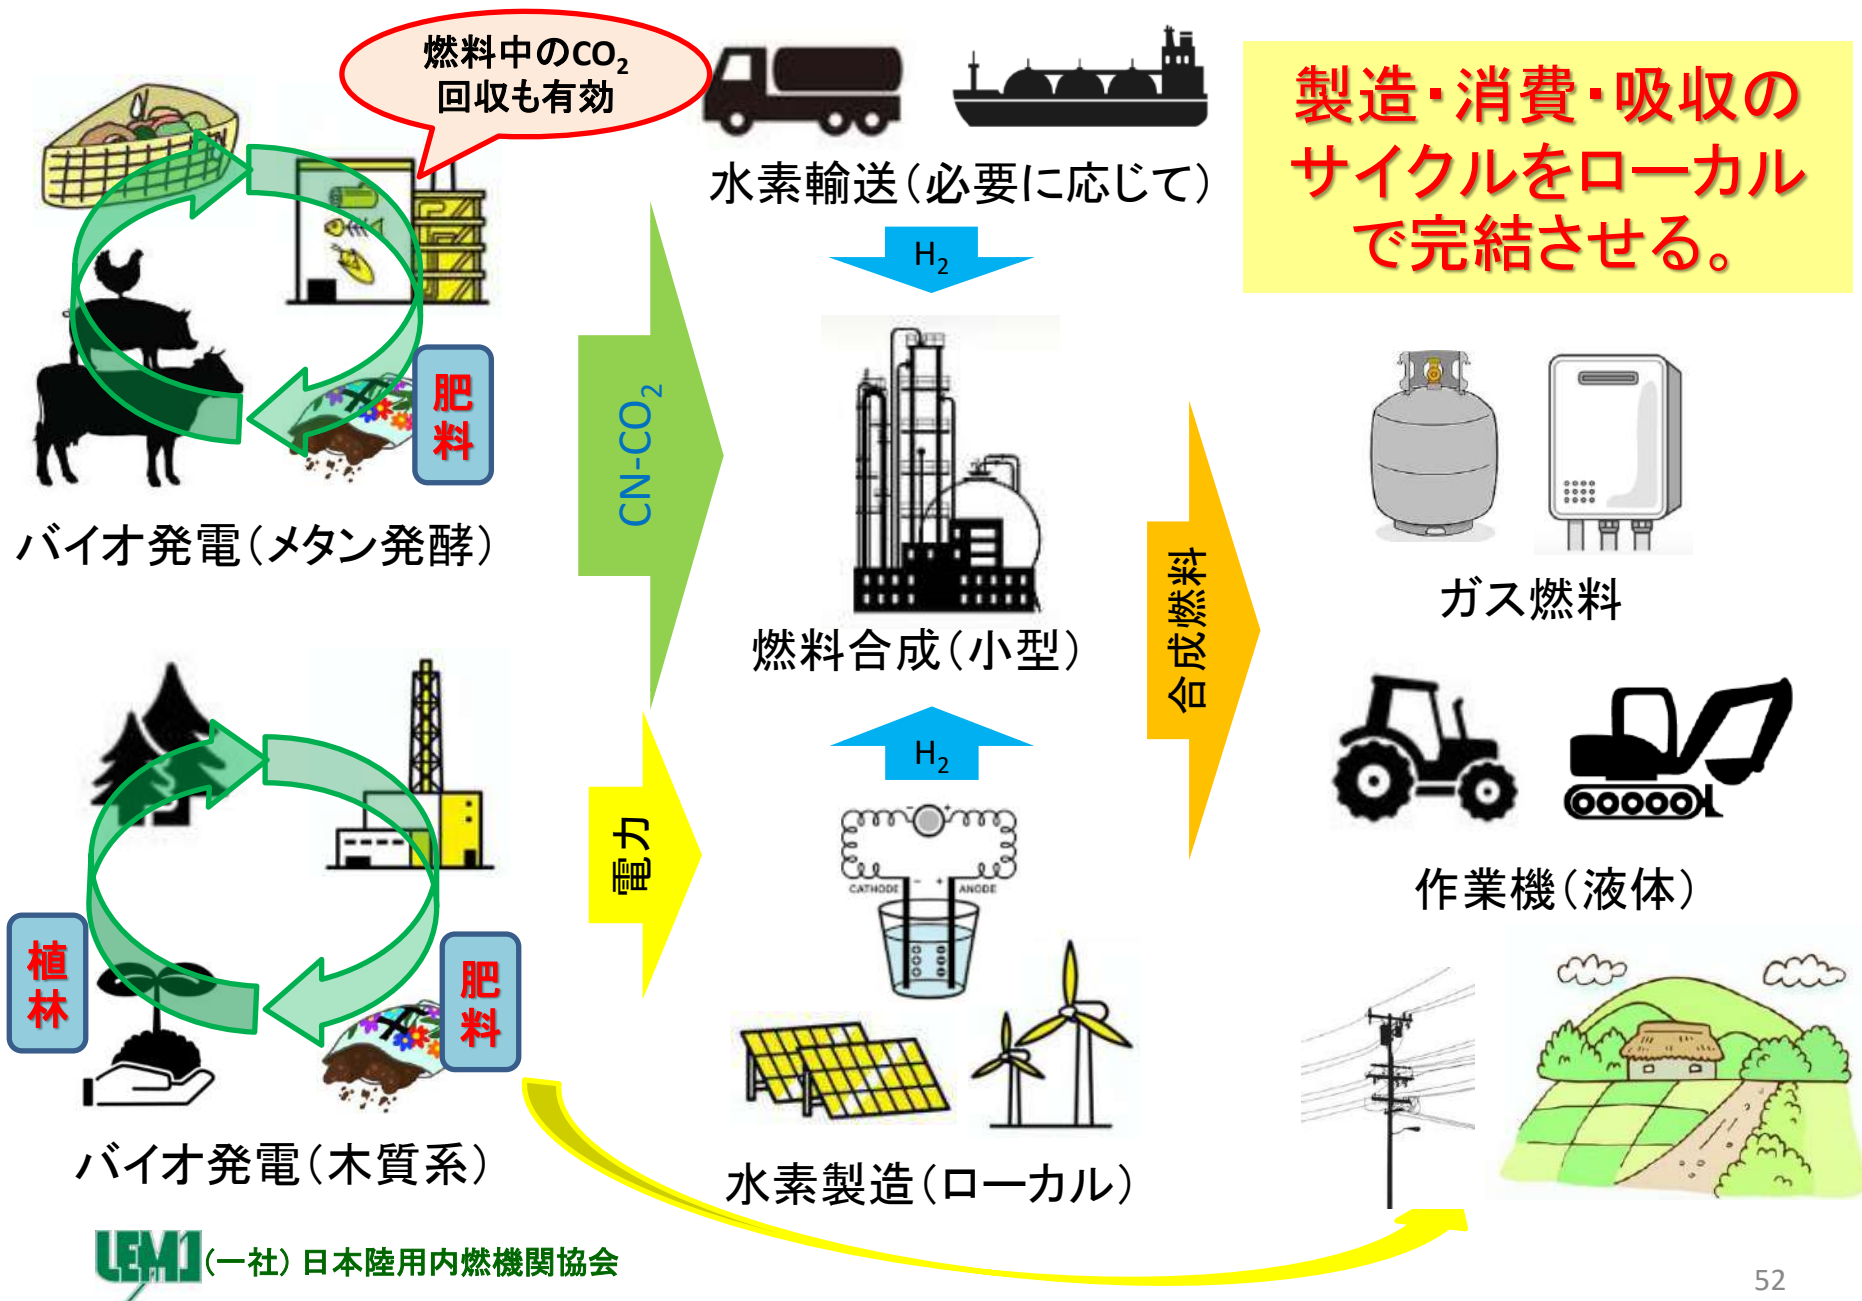 燃料中のCO₂
回収も有効
水素輸送（必要に応じて）
製造・消費・吸収の
サイクルをローカル
で完結させる。
H₂
肥料
バイオ発電（メタン発酵）
CN-CO₂
燃料合成（小型）
合成燃料
ガス燃料
H₂
電力
- +
CATHODE - + ANODE
作業機（液体）
植林
肥料
バイオ発電（木質系）
水素製造（ローカル）
LEMA（一社）日本陸用内燃機関協会
52